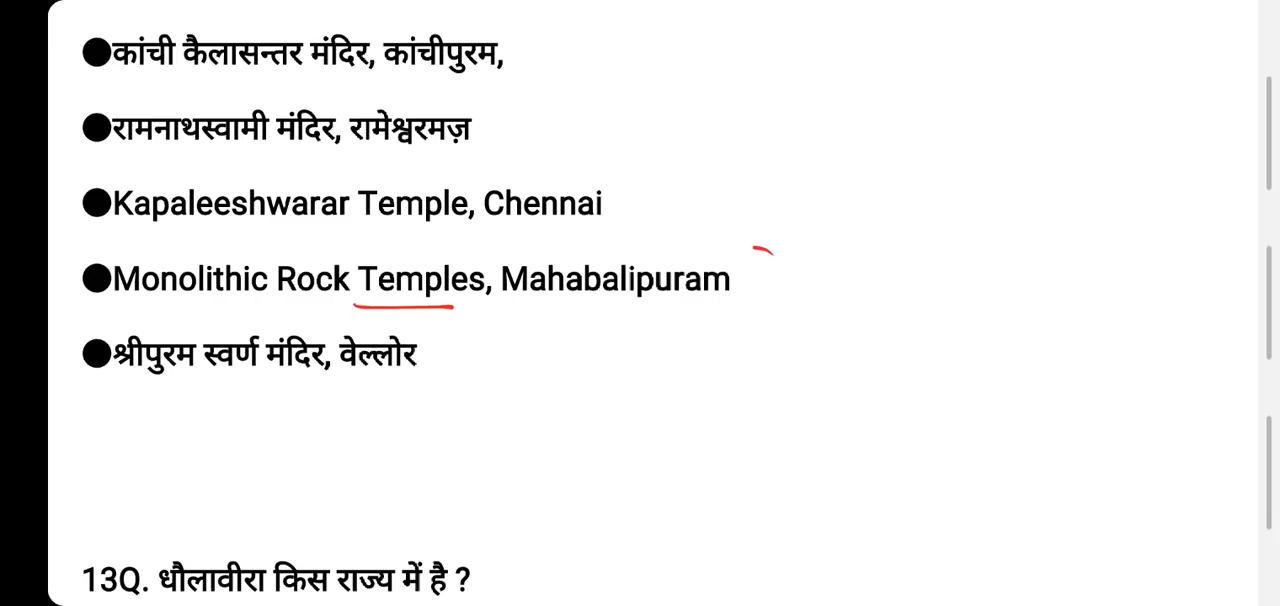 ●कांची कैलासन्तर मंदिर, कांचीपुरम,
●रामनाथस्वामी मंदिर, रामेश्वरमज़
●Kapaleeshwarar Temple, Chennai
●Monolithic Rock Temples, Mahabalipuram
●श्रीपुरम स्वर्ण मंदिर, वेल्लोर
13Q. धौलावीरा किस राज्य में है ?